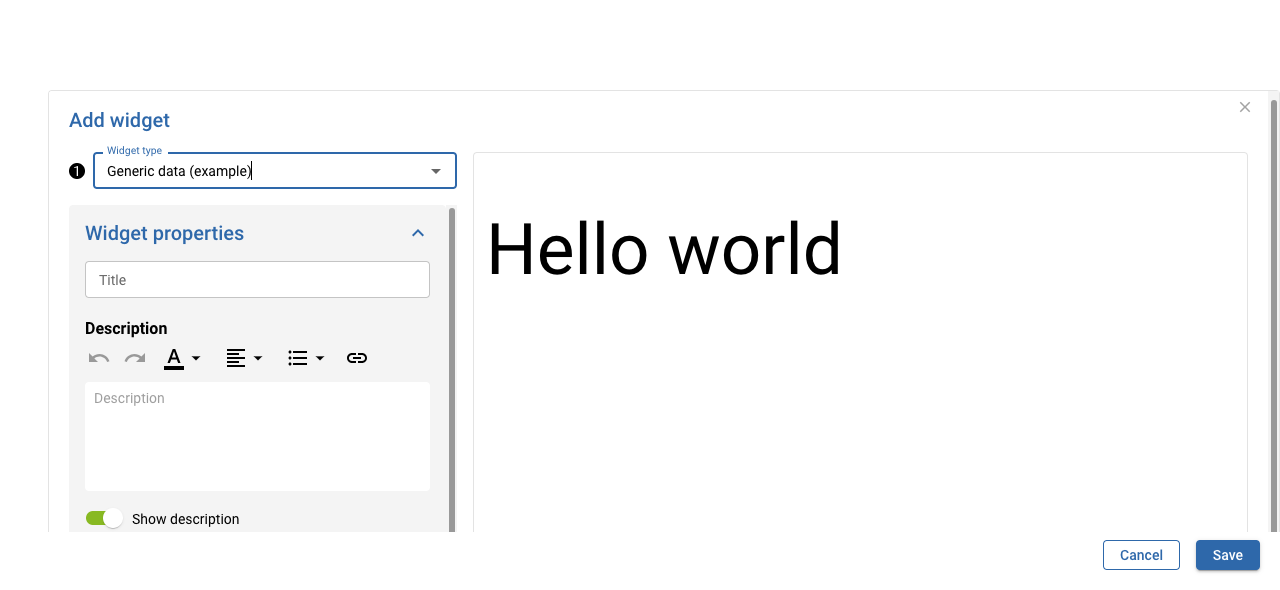 Add widget
Widget type
1 Generic data (example)
Widget properties
Title
Description
A
Description
Show description
Hello world
Cancel
Save